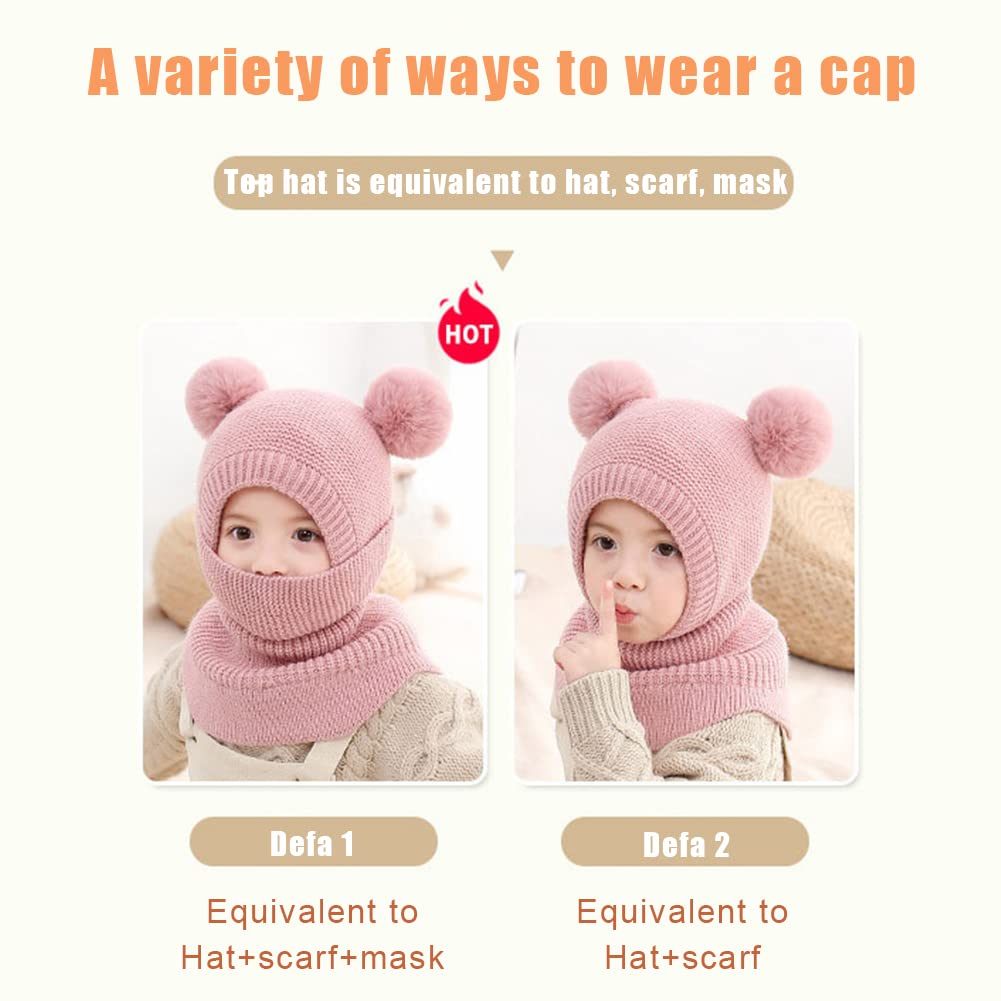 A variety of ways to wear a cap
Top hat is equivalent to hat, scarf, mask
HOT
Defa 1
Defa 2
Equivalent to
Hat+scarf+mask
Equivalent to
Hat+scarf